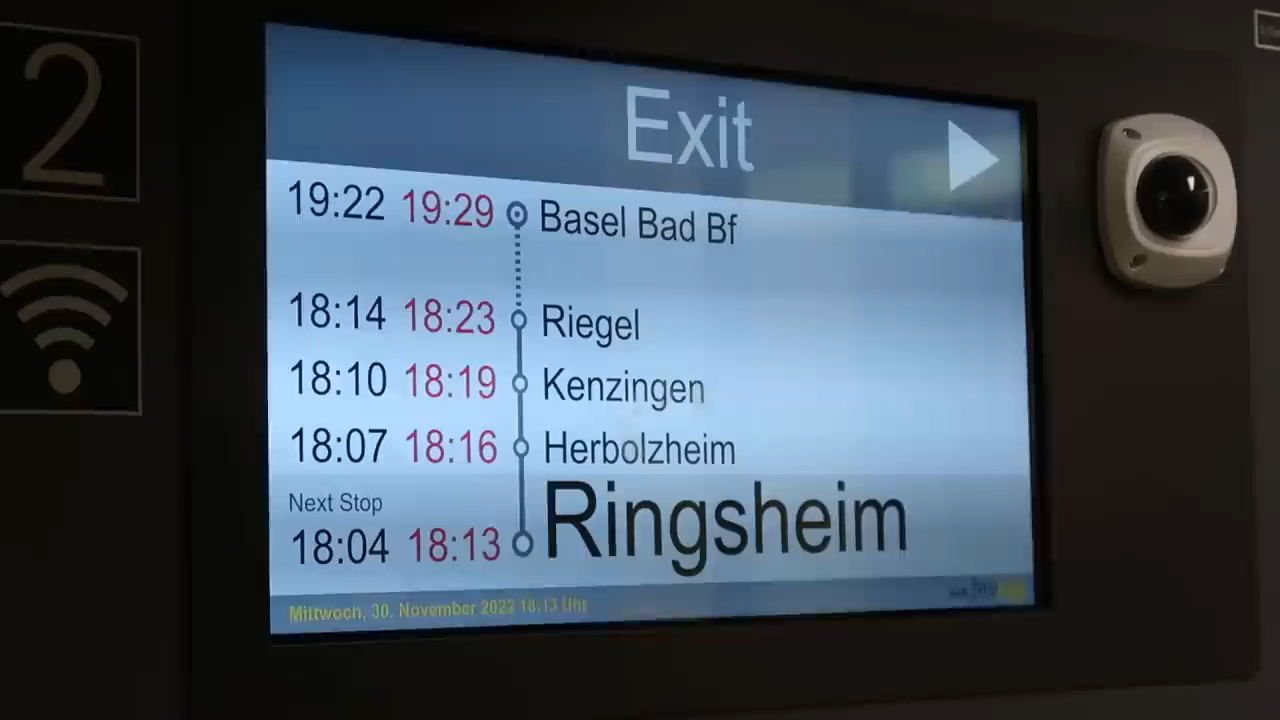 2
Exit
19:22 19:29 Basel Bad Bf
18:14 18:23 Riegel
18:10 18:19 Kenzingen
18:07 18:16 Herbolzheim
Next Stop
18:04 18:13 Ringsheim
Mittwoch, 30. November 2022 18:13 Uhr